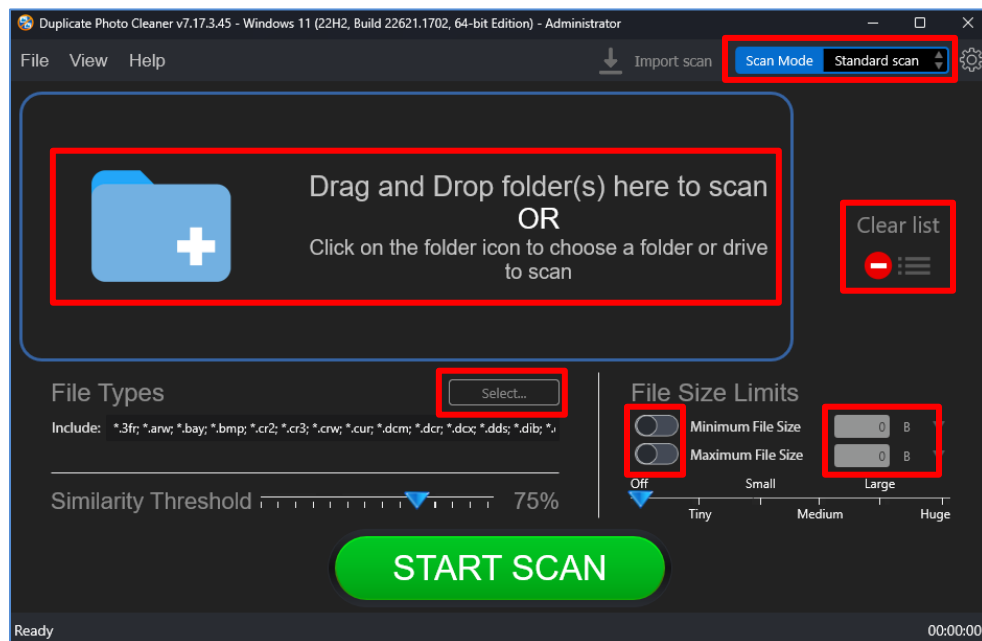 Duplicate Photo Cleaner v7.17.3.45 - Windows 11 (22H2, Build 22621.1702, 64-bit Edition) - Administrator
File View Help
Import scan
Scan Mode Standard scan
Drag and Drop folder(s) here to scan
OR
Click on the folder icon to choose a folder or drive
to scan
Clear list
File Types
Select...
Include: *.3fr; *.arw; *.bay; *.bmp; *.cr2; *.cr3; *.crw; *.cur; *.dcm; *.dcr; *.dcx; *.dds; *.dib; *.
Similarity Threshold 75%
File Size Limits
Minimum File Size 0 B
Maximum File Size 0 B
Off Small Large
Tiny Medium Huge
START SCAN
Ready 00:00:00